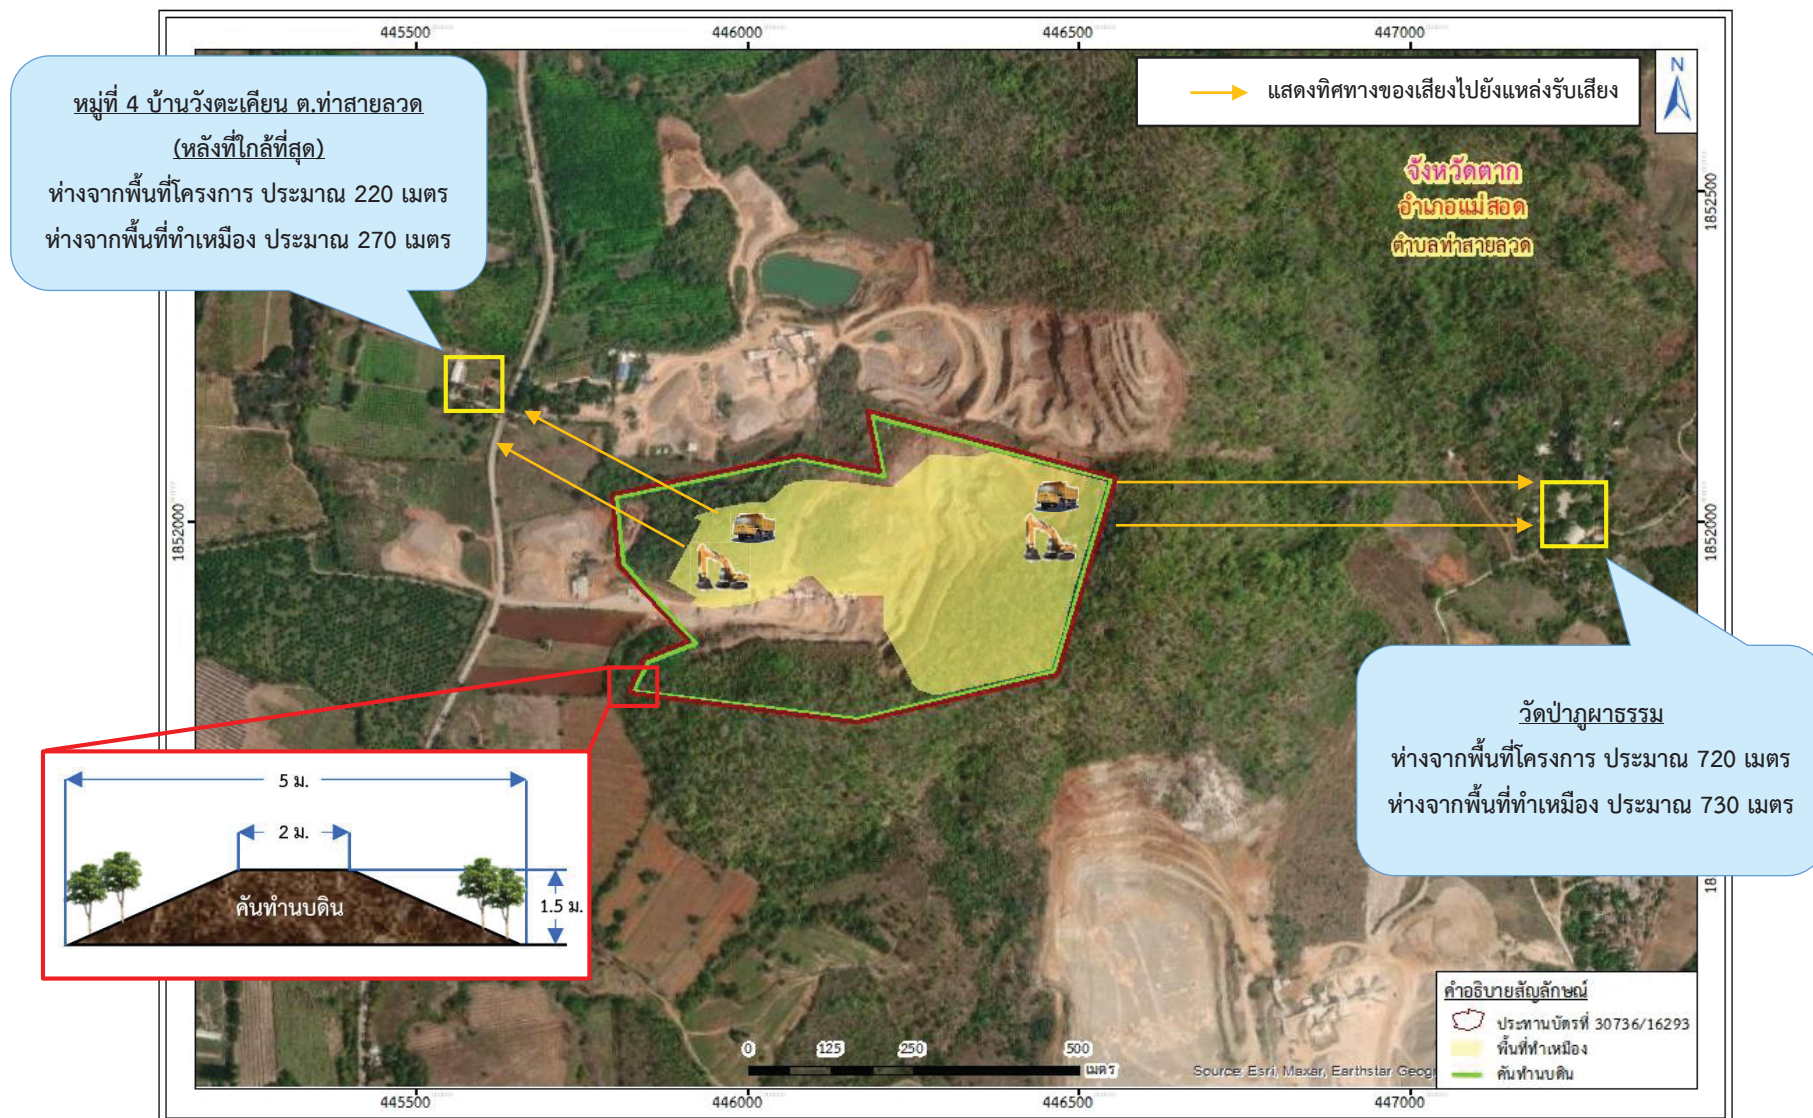 445500
446000
446500
447000
หมู่ที่ 4 บ้านวังตะเคียน ต.ท่าสายลวด
(หลังที่ใกล้ที่สุด)
ห่างจากพื้นที่โครงการ ประมาณ 220 เมตร
ห่างจากพื้นที่ทำเหมือง ประมาณ 270 เมตร
แสดงทิศทางของเสียงไปยังแหล่งรับเสียง
N
จังหวัดตาก
อำเภอแม่สอด
ตำบลท่าสายลวด
1852500
1852000
1852000
วัดป่าภูผาธรรม
ห่างจากพื้นที่โครงการ ประมาณ 720 เมตร
ห่างจากพื้นที่ทำเหมือง ประมาณ 730 เมตร
5 ม.
2 ม.
1.5 ม.
คันทำนบดิน
18
คำอธิบายสัญลักษณ์
ประทานบัตรที่ 30736/16293
พื้นที่ทำเหมือง
คันทำนบดิน
0 125 250 500
เมตร
Source: Esri, Maxar, Earthstar Geogr
445500
446000
446500
447000